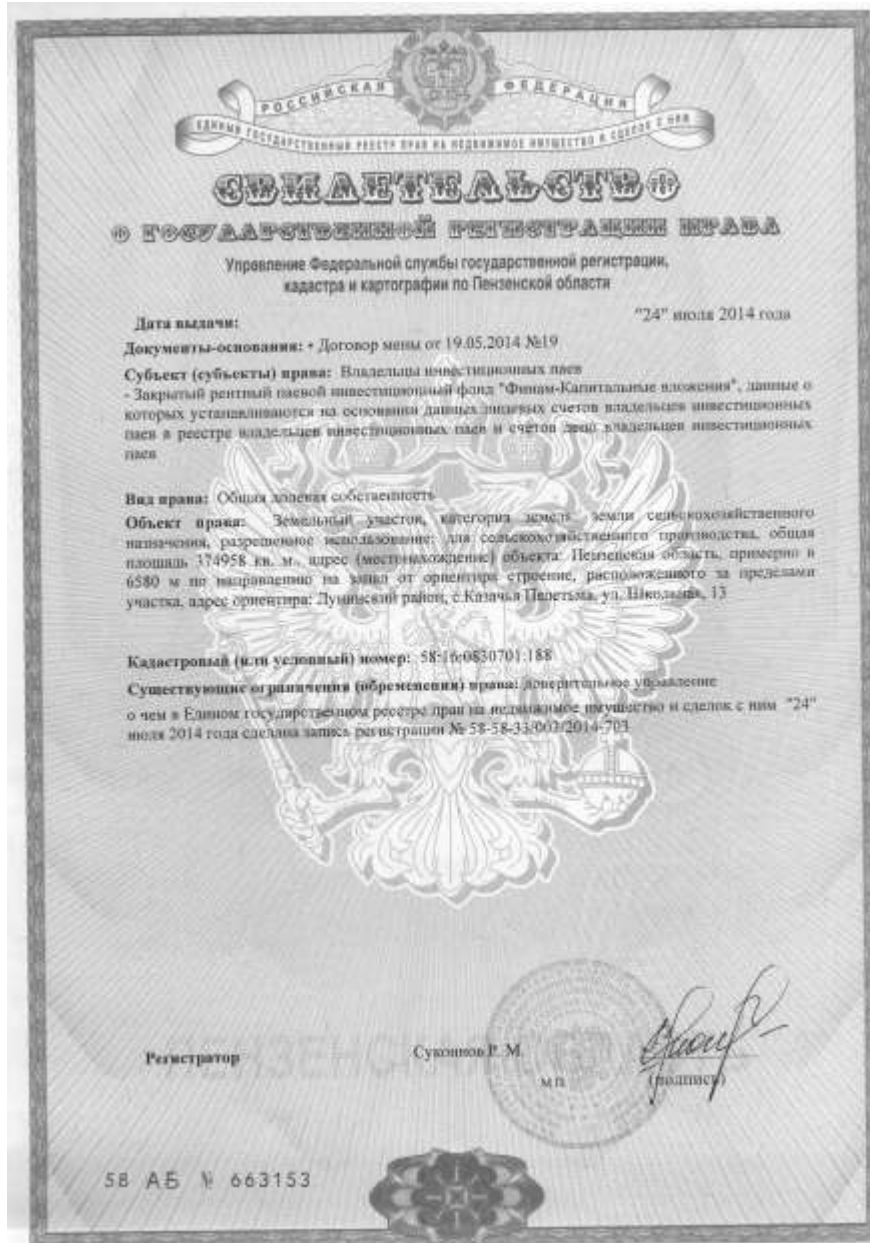 РОССИЙСКАЯ ФЕДЕРАЦИЯ
ЕДИНЫЙ ГОСУДАРСТВЕННЫЙ РЕЕСТР ПРАВ НА НЕДВИЖИМОЕ ИМУЩЕСТВО И СДЕЛОК С НИМ
СВИДЕТЕЛЬСТВО
О ГОСУДАРСТВЕННОЙ РЕГИСТРАЦИИ ПРАВА
Управление Федеральной службы государственной регистрации,
кадастра и картографии по Пензенской области
Дата выдачи: "24" июля 2014 года
Документы-основания: • Договор мены от 19.05.2014 №19
Субъект (субъекты) права: Владельцы инвестиционных паев
- Закрытый рентный паевой инвестиционный фонд "Финам-Капитальные вложения", данные о
которых устанавливаются на основании данных лицевых счетов владельцев инвестиционных
паев в реестре владельцев инвестиционных паев и счетов депо владельцев инвестиционных
паев
Вид права: Общая долевая собственность
Объект права: Земельный участок, категория земель: земли сельскохозяйственного
назначения, разрешенное использование: для сельскохозяйственного производства, общая
площадь 374958 кв. м., адрес (местонахождение) объекта: Пензенская область, примерно в
6580 м по направлению на запад от ориентира строение, расположенного за пределами
участка, адрес ориентира: Лунинский район, с.Казачья Пелетьма, ул. Школьная, 13
Кадастровый (или условный) номер: 58:16:0830701:188
Существующие ограничения (обременения) права: доверительное управление
о чем в Едином государственном реестре прав на недвижимое имущество и сделок с ним "24"
июля 2014 года сделана запись регистрации № 58-58-33/003/2014-703
Регистратор Суконнов Р. М.
М.П. (подпись)
58 АБ № 663153